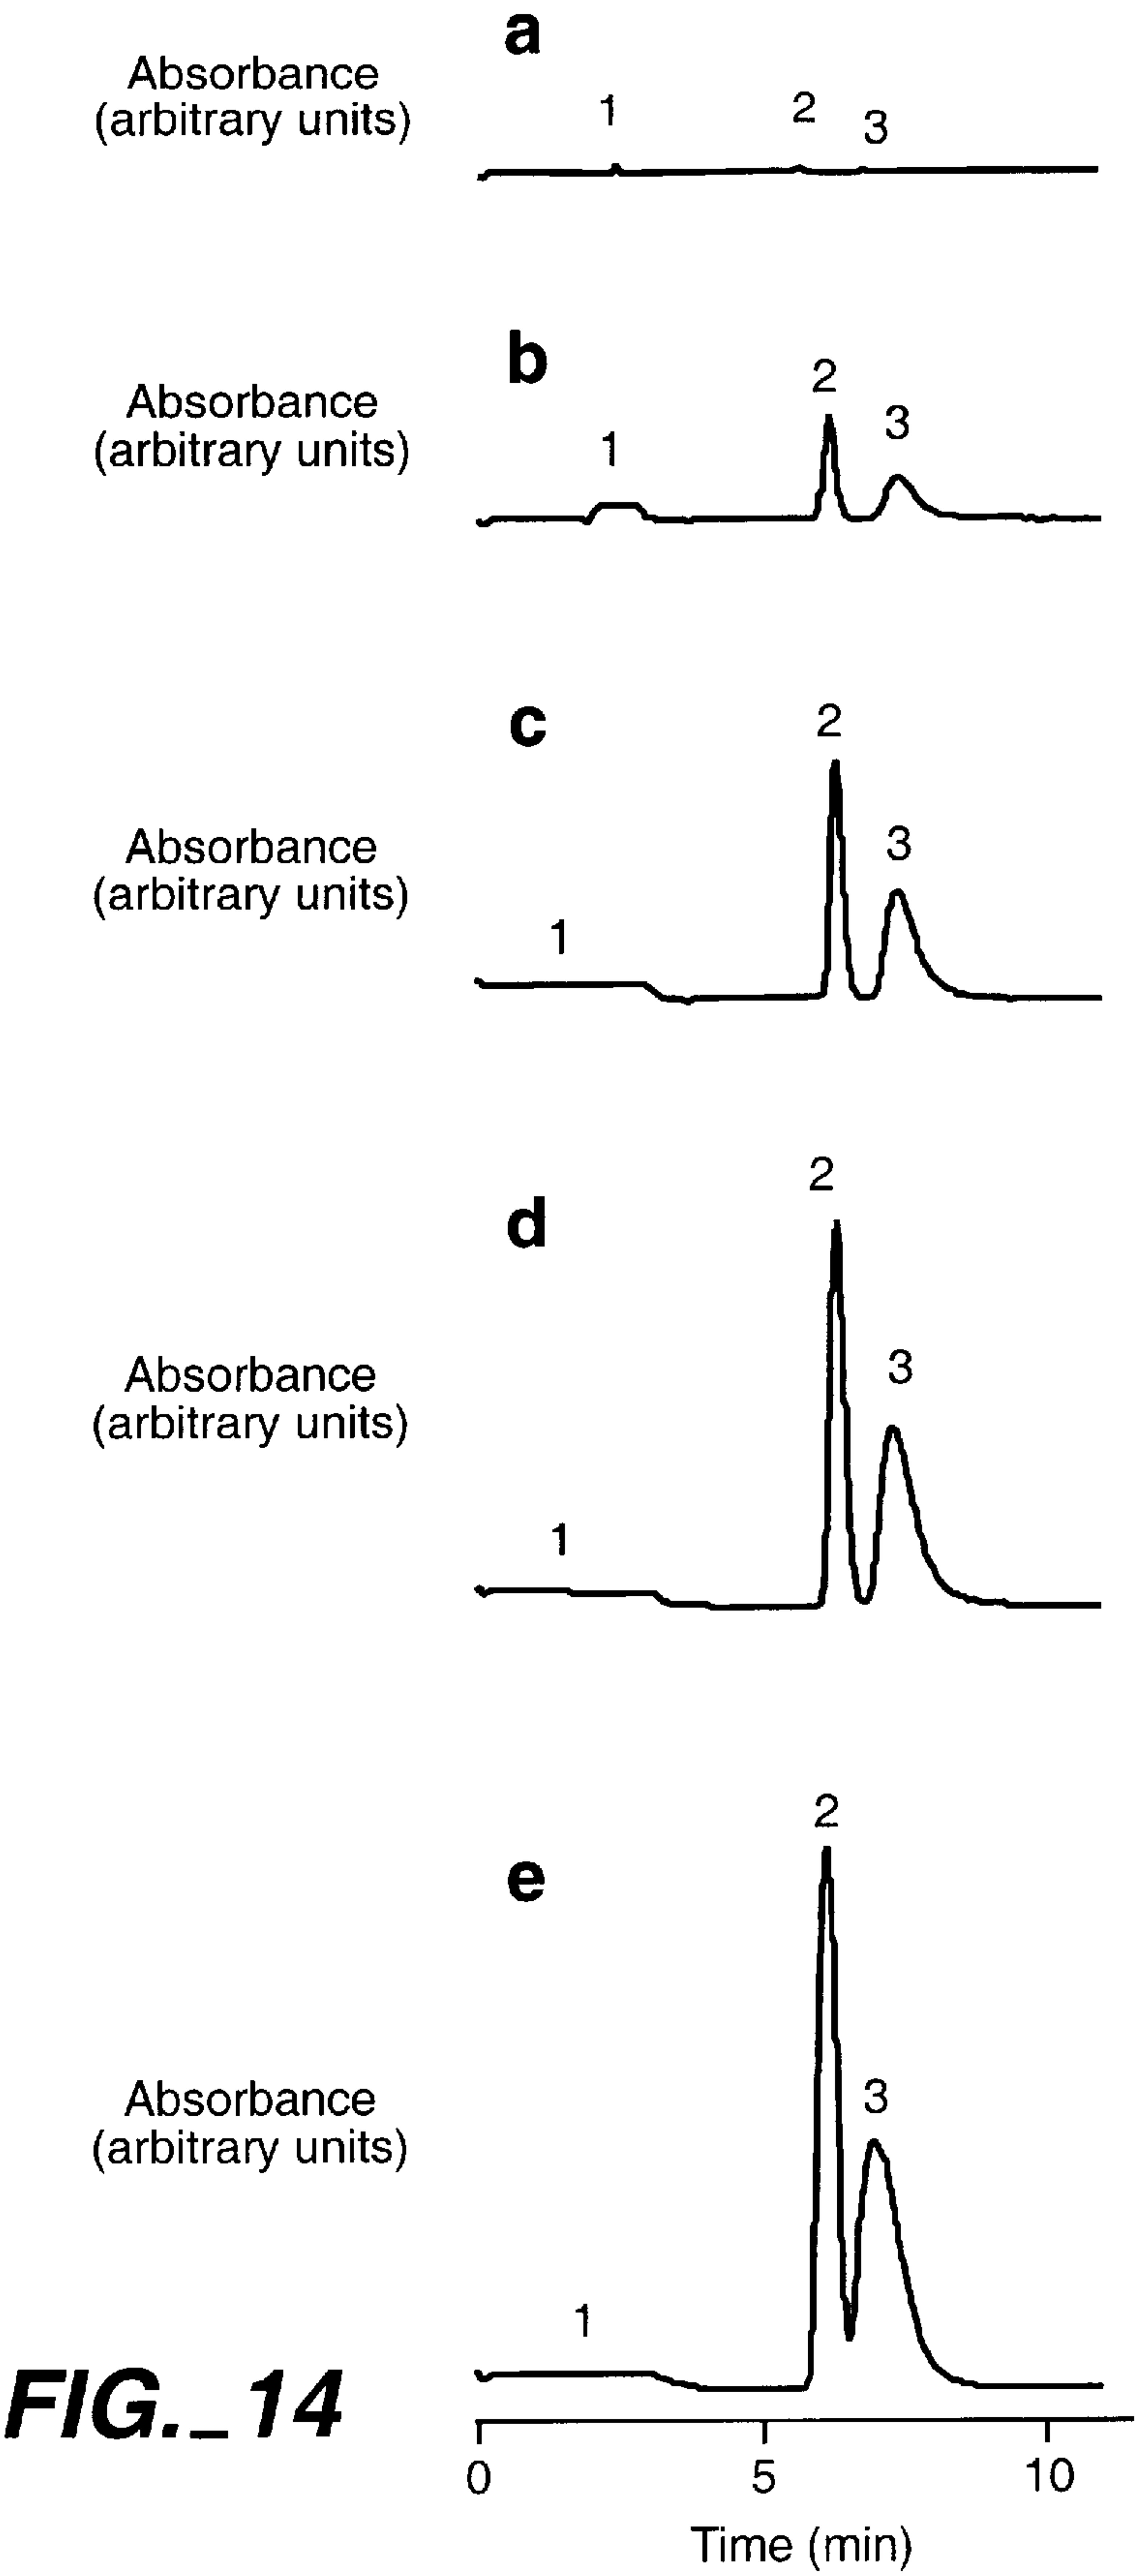 a
Absorbance
(arbitrary units)
1 2 3
b
Absorbance
(arbitrary units)
1 2 3
c
Absorbance
(arbitrary units)
1 2 3
d
Absorbance
(arbitrary units)
1 2 3
e
Absorbance
(arbitrary units)
1 2 3
FIG._14
0 5 10
Time (min)